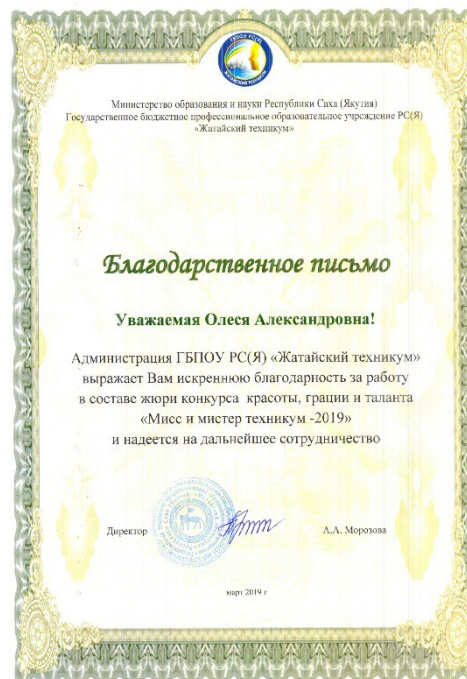 ГБПОУ РС(Я)
Министерство образования и науки Республики Саха (Якутия)
Государственное бюджетное профессиональное образовательное учреждение РС(Я)
«Жатайский техникум»
Благодарственное письмо
Уважаемая Олеся Александровна!
Администрация ГБПОУ РС(Я) «Жатайский техникум»
выражает Вам искреннюю благодарность за работу
в составе жюри конкурса красоты, грации и таланта
«Мисс и мистер техникум -2019»
и надеется на дальнейшее сотрудничество
Директор
А.А. Морозова
март 2019 г